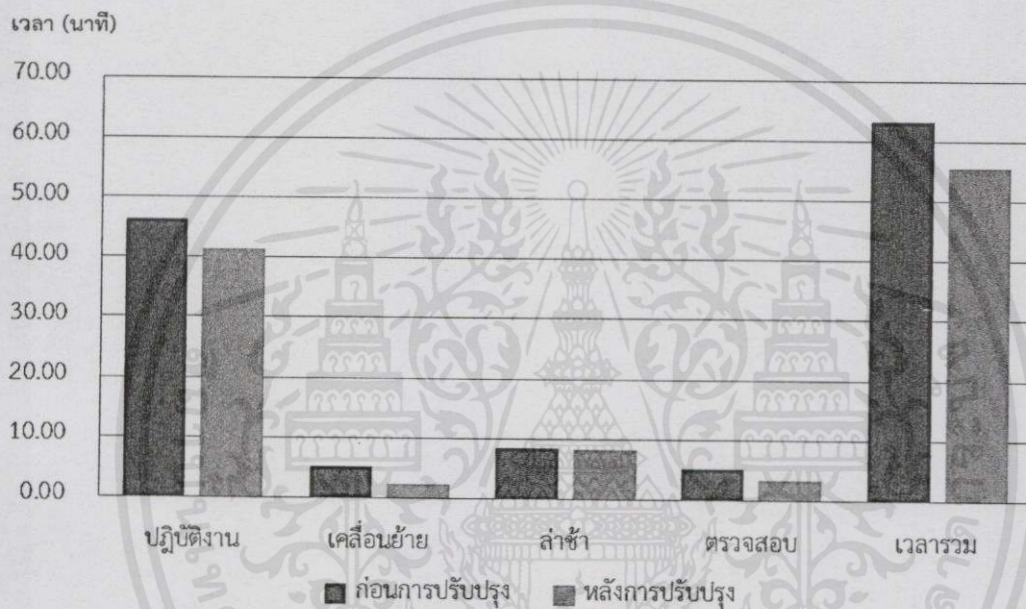 เวลา (นาที)
70.00
60.00
50.00
40.00
30.00
20.00
10.00
0.00
ปฎิบัติงาน เคลื่อนย้าย ล่าช้า ตรวจสอบ เวลารวม
ก่อนการปรับปรุง หลังการปรับปรุง